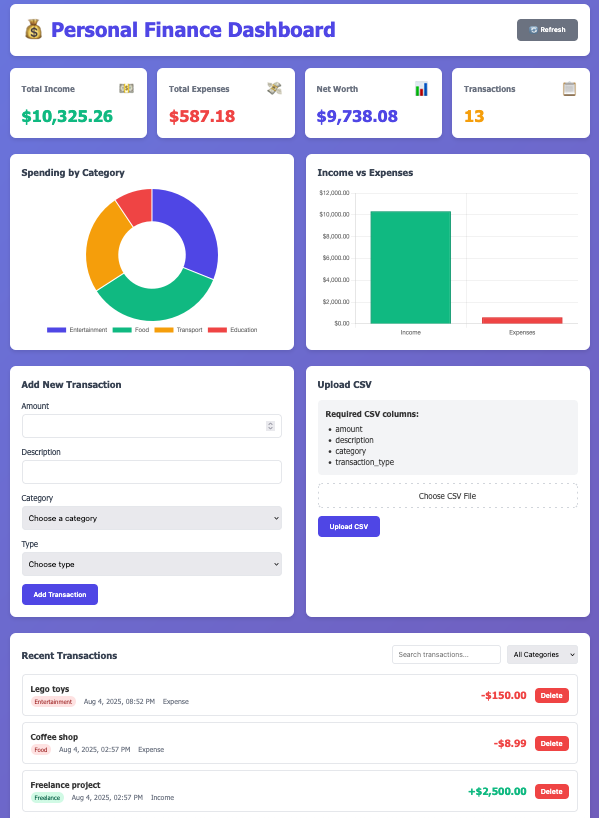 Personal Finance Dashboard
Refresh
Total Income
$10,325.26
Total Expenses
$587.18
Net Worth
$9,738.08
Transactions
13
Spending by Category
Entertainment Food Transport Education
Income vs Expenses
$12,000.00
$10,000.00
$8,000.00
$6,000.00
$4,000.00
$2,000.00
$0.00
Income Expenses
Add New Transaction
Amount
Description
Category
Choose a category
Type
Choose type
Add Transaction
Upload CSV
Required CSV columns:
• amount
• description
• category
• transaction_type
Choose CSV File
Upload CSV
Recent Transactions
Search transactions...
All Categories
Lego toys
Entertainment Aug 4, 2025, 08:52 PM Expense
-$150.00
Delete
Coffee shop
Food Aug 4, 2025, 02:57 PM Expense
-$8.99
Delete
Freelance project
Freelance Aug 4, 2025, 02:57 PM Income
+$2,500.00
Delete